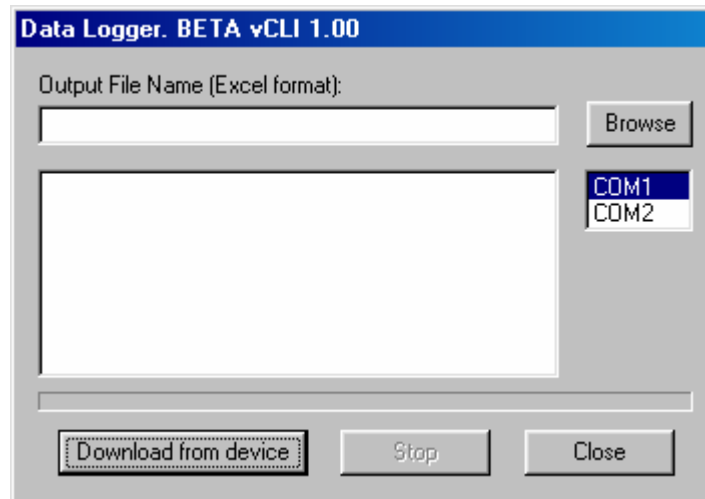 Data Logger. BETA vCLI 1.00
Output File Name (Excel format):
Browse
COM1
COM2
Download from device
Stop
Close